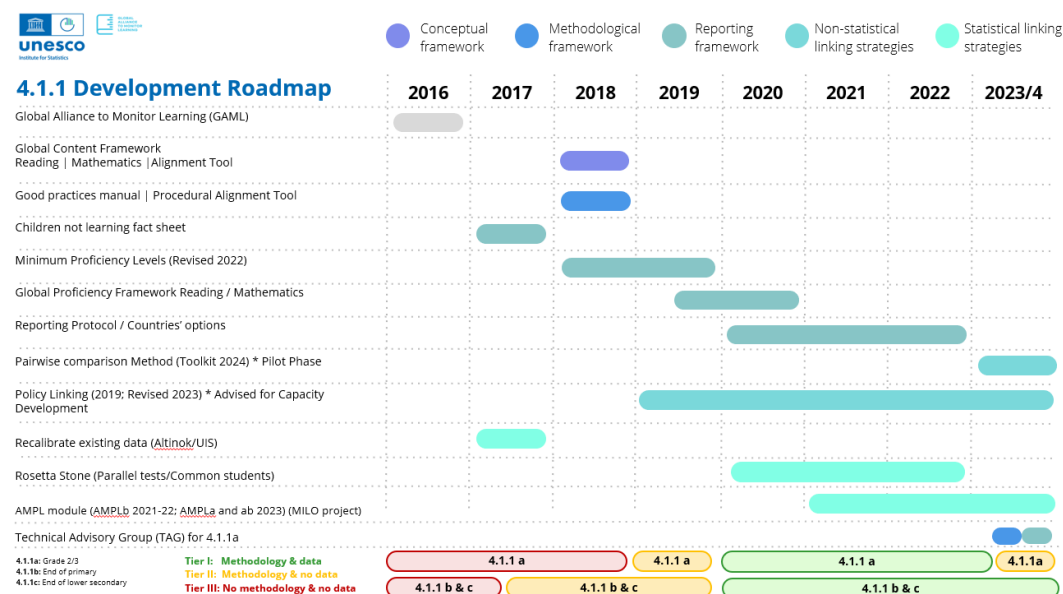 unesco
Institute for Statistics
GLOBAL
ALLIANCE
TO MONITOR
LEARNING
Conceptual
framework
Methodological
framework
Reporting
framework
Non-statistical
linking strategies
Statistical linking
strategies
4.1.1 Development Roadmap
2016
2017
2018
2019
2020
2021
2022
2023/4
Global Alliance to Monitor Learning (GAML)
Global Content Framework
Reading | Mathematics |Alignment Tool
Good practices manual | Procedural Alignment Tool
Children not learning fact sheet
Minimum Proficiency Levels (Revised 2022)
Global Proficiency Framework Reading / Mathematics
Reporting Protocol / Countries’ options
Pairwise comparison Method (Toolkit 2024) * Pilot Phase
Policy Linking (2019; Revised 2023) * Advised for Capacity
Development
Recalibrate existing data (Altinok/UIS)
Rosetta Stone (Parallel tests/Common students)
AMPL module (AMPLb 2021-22; AMPLa and ab 2023) (MILO project)
Technical Advisory Group (TAG) for 4.1.1a
4.1.1a: Grade 2/3
4.1.1b: End of primary
4.1.1c: End of lower secondary
Tier I: Methodology & data
Tier II: Methodology & no data
Tier III: No methodology & no data
4.1.1 a
4.1.1 a
4.1.1 a
4.1.1a
4.1.1 b & c
4.1.1 b & c
4.1.1 b & c